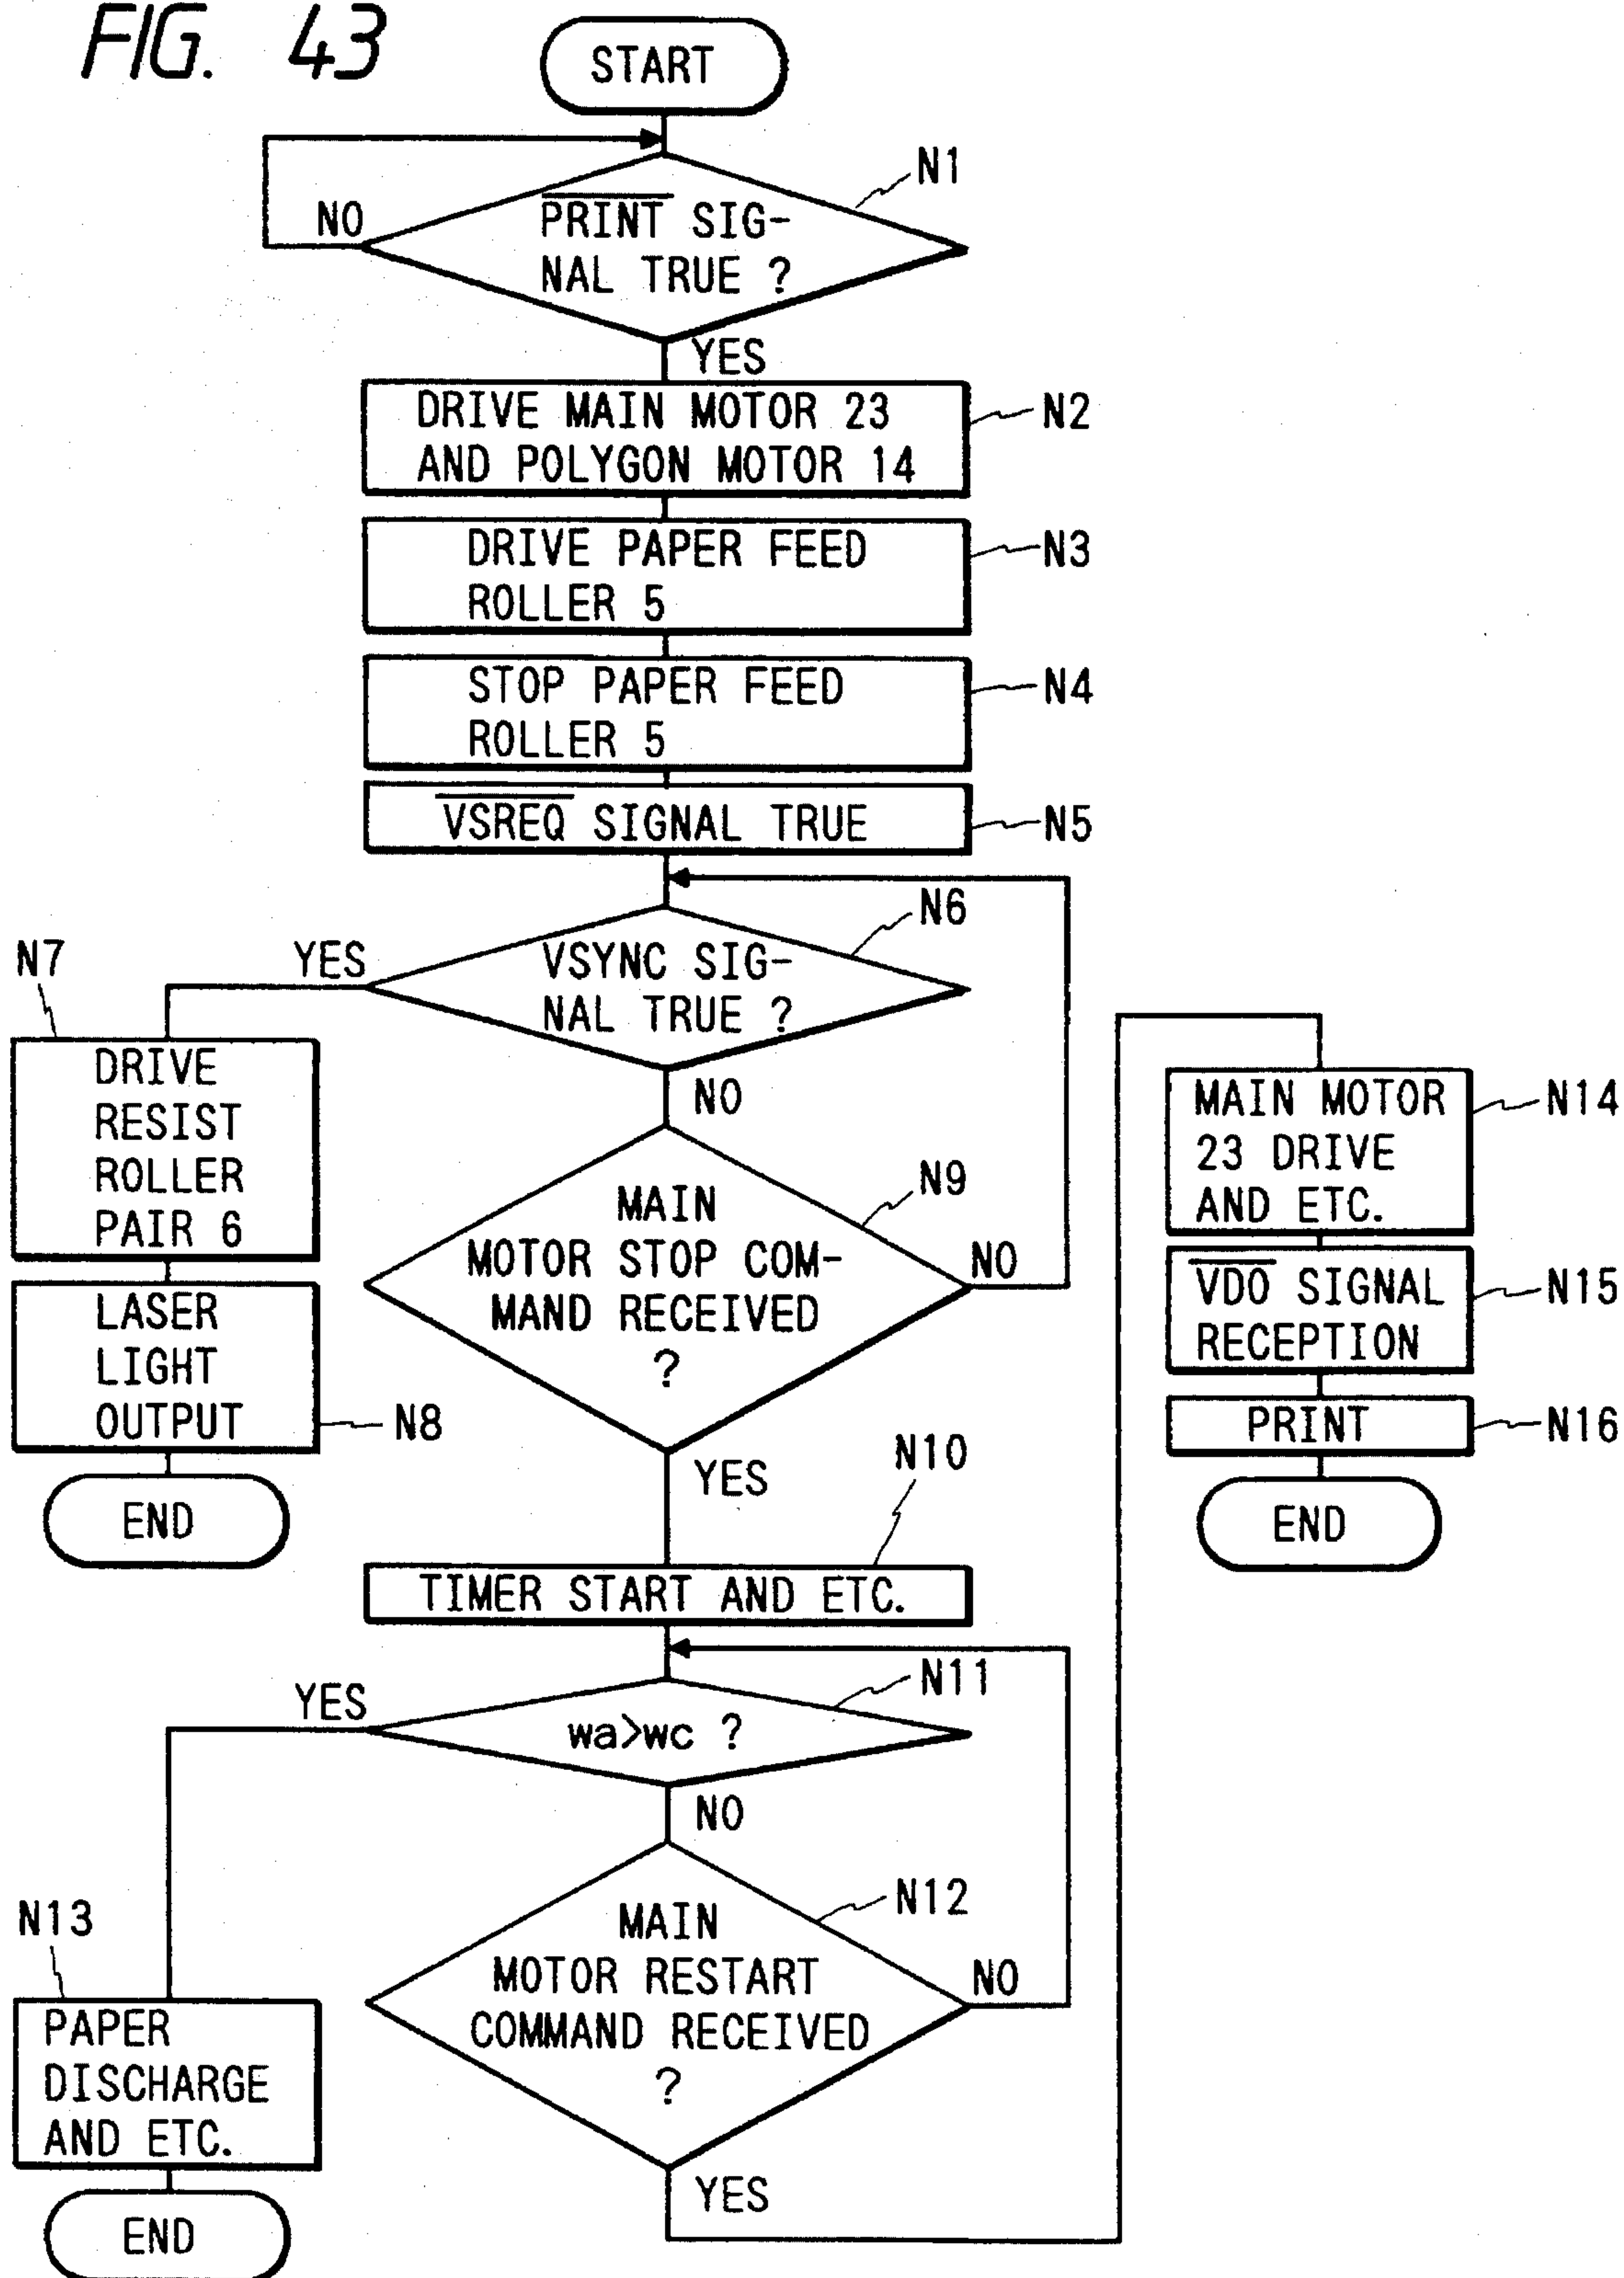 FIG. 43
START
N1
NO
PRINT SIG-
NAL TRUE ?
YES
DRIVE MAIN MOTOR 23
AND POLYGON MOTOR 14
N2
DRIVE PAPER FEED
ROLLER 5
N3
STOP PAPER FEED
ROLLER 5
N4
VSREQ SIGNAL TRUE
N5
N6
YES
VSYNC SIG-
NAL TRUE ?
NO
N7
DRIVE
RESIST
ROLLER
PAIR 6
LASER
LIGHT
OUTPUT
N8
END
N9
MAIN
MOTOR STOP COM-
MAND RECEIVED
?
NO
YES
N10
TIMER START AND ETC.
N11
YES
wa>wc ?
NO
N12
MAIN
MOTOR RESTART
COMMAND RECEIVED
?
NO
YES
N13
PAPER
DISCHARGE
AND ETC.
END
MAIN MOTOR
23 DRIVE
AND ETC.
N14
VDO SIGNAL
RECEPTION
N15
PRINT
N16
END